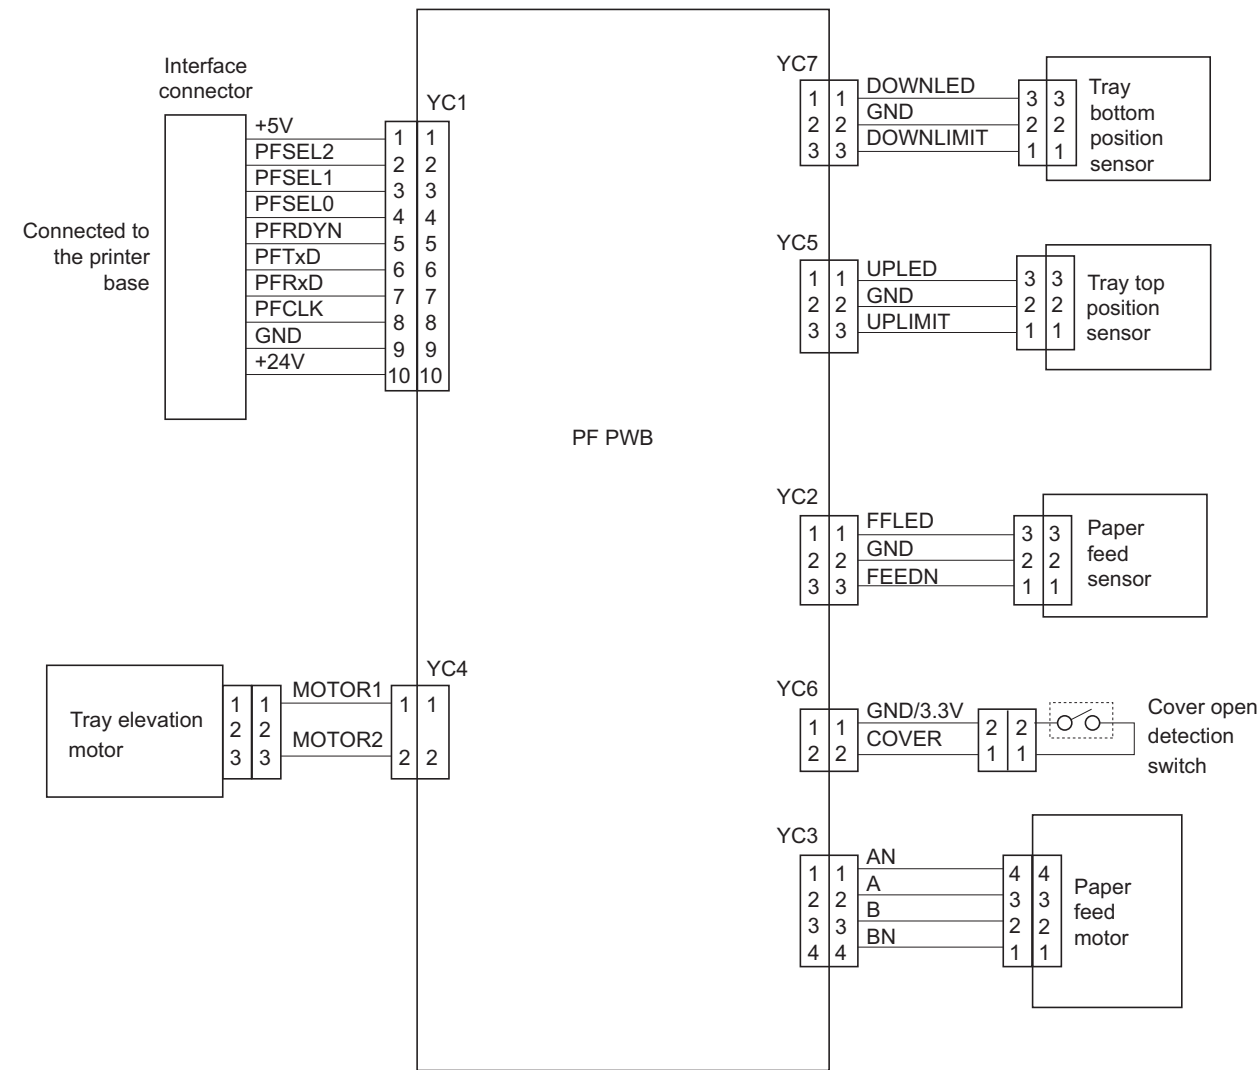 Interface
connector
Connected to
the printer
base
YC1
+5V
PFSEL2
PFSEL1
PFSEL0
PFRDYN
PFTxD
PFRxD
PFCLK
GND
+24V
1 1
2 2
3 3
4 4
5 5
6 6
7 7
8 8
9 9
10 10
PF PWB
Tray elevation
motor
1 1
2 2
3 3
MOTOR1
MOTOR2
YC4
1 1
2 2
YC7
1 1
2 2
3 3
DOWNLED
GND
DOWNLIMIT
3 3
2 2
1 1
Tray
bottom
position
sensor
YC5
1 1
2 2
3 3
UPLED
GND
UPLIMIT
3 3
2 2
1 1
Tray top
position
sensor
YC2
1 1
2 2
3 3
FFLED
GND
FEEDN
3 3
2 2
1 1
Paper
feed
sensor
YC6
1 1
2 2
GND/3.3V
COVER
2 2
1 1
Cover open
detection
switch
YC3
1 1
2 2
3 3
4 4
AN
A
B
BN
4 4
3 3
2 2
1 1
Paper
feed
motor